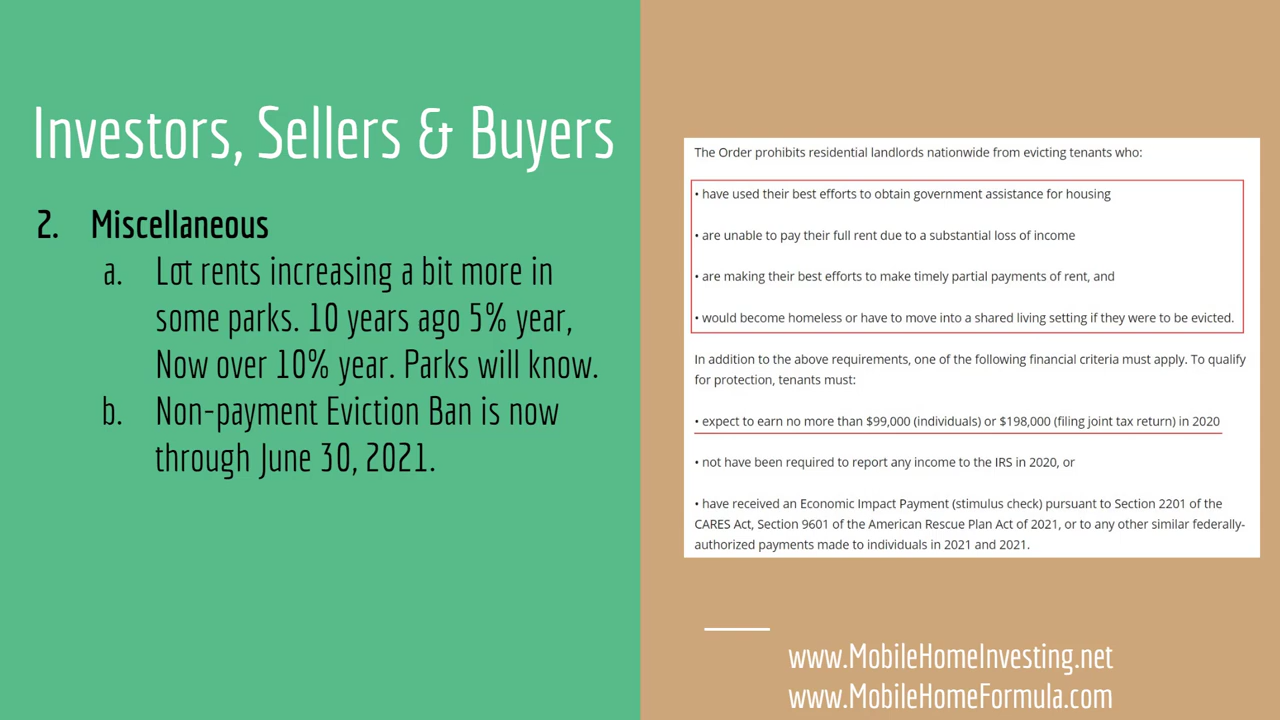 Investors, Sellers & Buyers
2. Miscellaneous
a. Lot rents increasing a bit more in
some parks. 10 years ago 5% year,
Now over 10% year. Parks will know.
b. Non-payment Eviction Ban is now
through June 30, 2021.
The Order prohibits residential landlords nationwide from evicting tenants who:
• have used their best efforts to obtain government assistance for housing
• are unable to pay their full rent due to a substantial loss of income
• are making their best efforts to make timely partial payments of rent, and
• would become homeless or have to move into a shared living setting if they were to be evicted.
In addition to the above requirements, one of the following financial criteria must apply. To qualify
for protection, tenants must:
• expect to earn no more than $99,000 (individuals) or $198,000 (filing joint tax return) in 2020
• not have been required to report any income to the IRS in 2020, or
• have received an Economic Impact Payment (stimulus check) pursuant to Section 2201 of the
CARES Act, Section 9601 of the American Rescue Plan Act of 2021, or to any other similar federally-
authorized payments made to individuals in 2021 and 2021.
www.MobileHomeInvesting.net
www.MobileHomeFormula.com